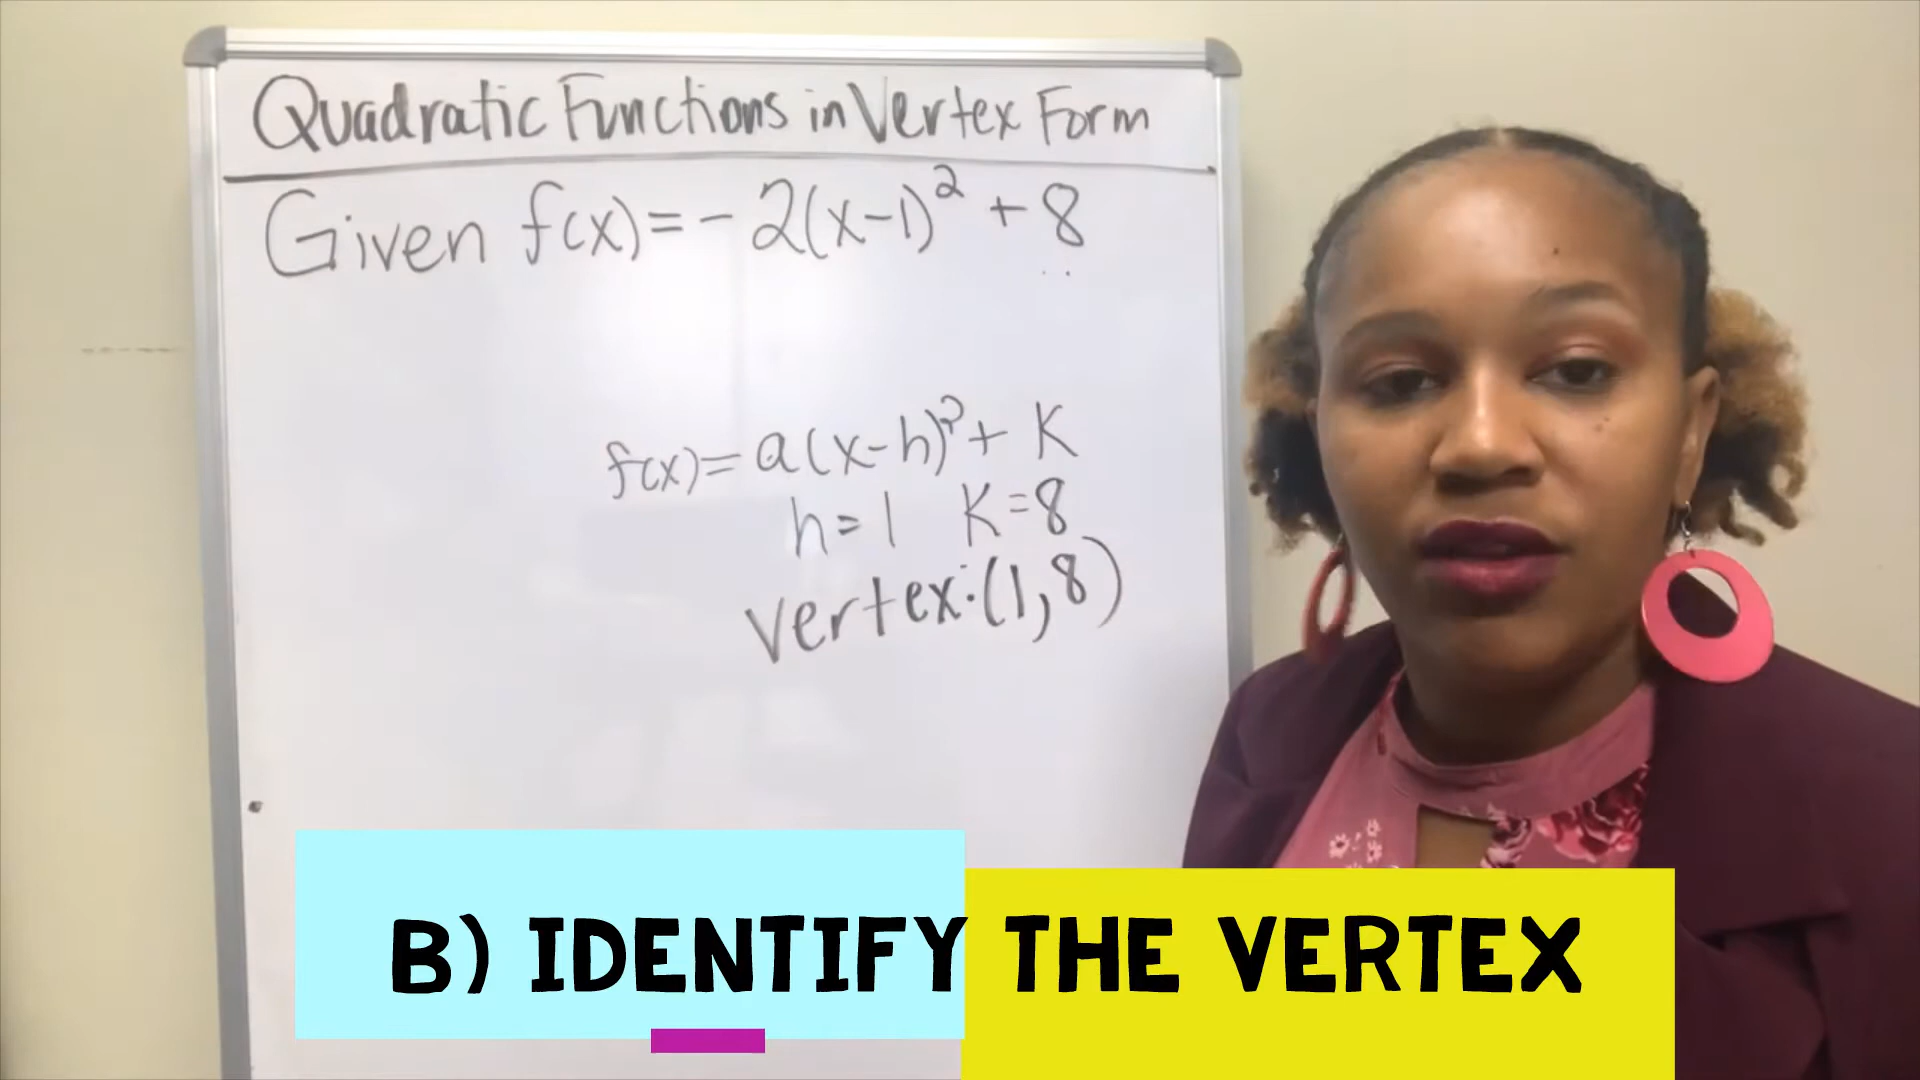 Quadratic Functions in Vertex Form
Given f(x)=-2(x-1)² + 8
f(x)= a(x-h)²+ K
h=1 K=8
vertex:(1,8)
B) IDENTIFY THE VERTEX